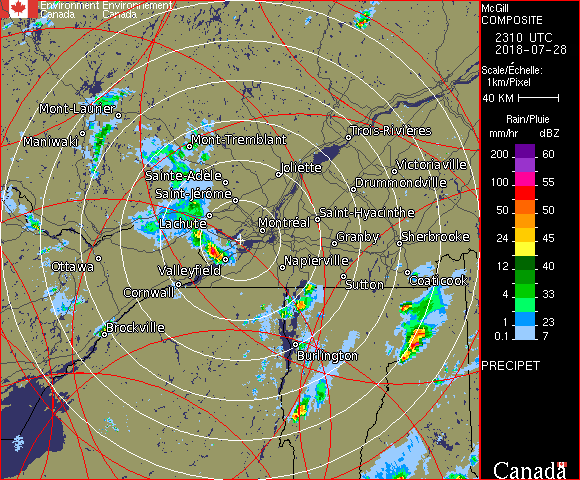 Environment Environnement
Canada Canada
McGill
COMPOSITE
2310 UTC
2018-07-28
Scale/Échelle:
1km/Pixel
40 KM
Rain/Pluie
mm/hr dBZ
200 60
100 55
50 50
24 45
12 40
4 33
1 23
0.1 7
PRECIPET
Mont-Laurier
Maniwaki
Mont-Tremblant
Trois-Rivières
Sainte-Adèle
Joliette
Victoriaville
Saint-Jérôme
Drummondville
Lachute
Montréal
Saint-Hyacinthe
Granby
Sherbrooke
Ottawa
Valleyfield
Napierville
Cornwall
Sutton
Coaticook
Brockville
Burlington
Canada